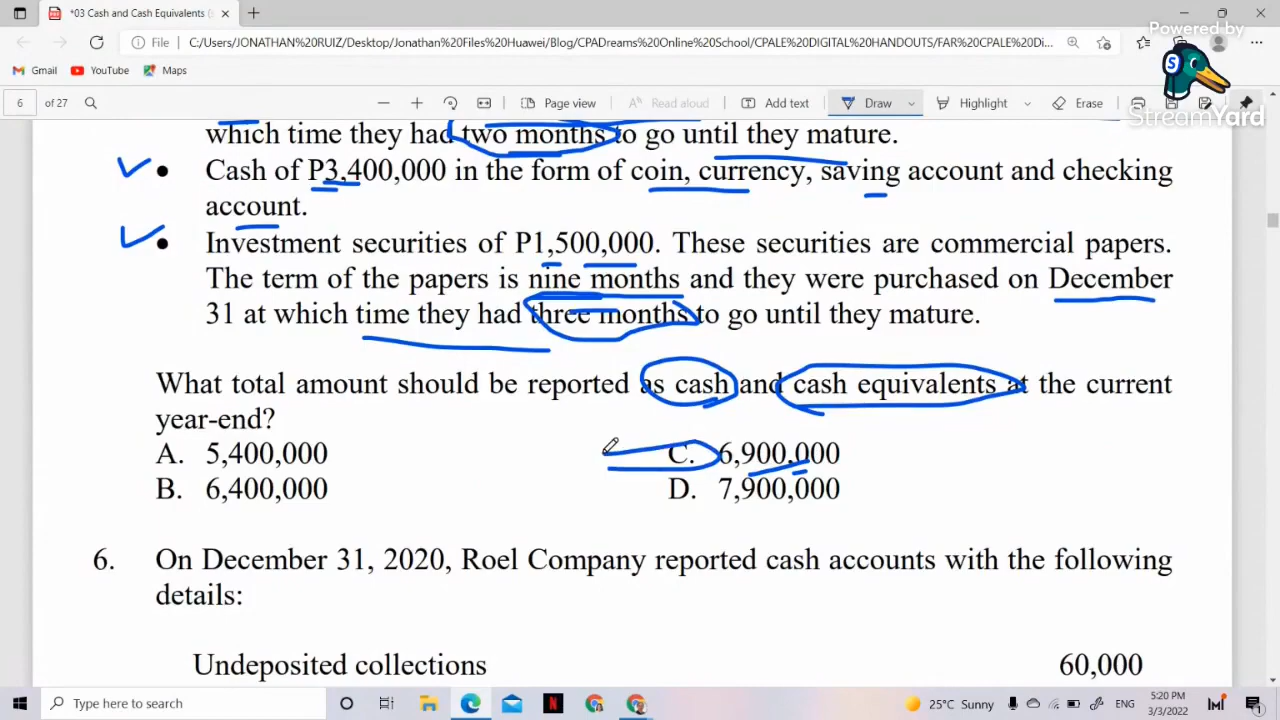 *03 Cash and Cash Equivalents (
File C:/Users/JONATHAN%20RUIZ/Desktop/Jonathan%20Files%20Huawei/Blog/CPADreams%20Online%20School/CPALE%20DIGITAL%20HANDOUTS/FAR%20CPALE%20Di...
Powered by
StreamYard
Gmail YouTube Maps
6 of 27 Page view Read aloud Add text Draw Highlight Erase
which time they had two months to go until they mature.
• Cash of P3,400,000 in the form of coin, currency, saving account and checking
account.
• Investment securities of P1,500,000. These securities are commercial papers.
The term of the papers is nine months and they were purchased on December
31 at which time they had three months to go until they mature.
What total amount should be reported as cash and cash equivalents at the current
year-end?
A. 5,400,000 C. 6,900,000
B. 6,400,000 D. 7,900,000
6. On December 31, 2020, Roel Company reported cash accounts with the following
details:
Undeposited collections 60,000
Type here to search 25°C Sunny ENG 5:20 PM
3/3/2022